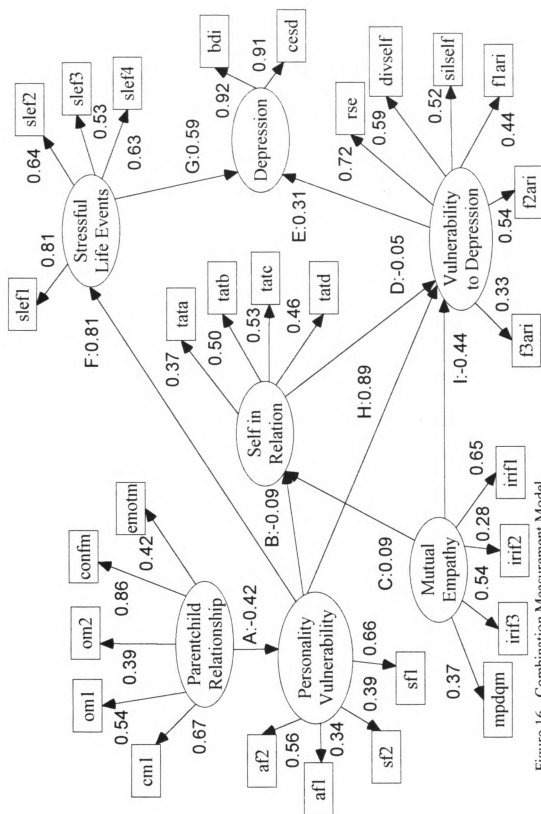 slef1
0.81
slef2
0.64
slef3
0.53
slef4
0.63
Stressful
Life Events
F:0.81
G:0.59
bdi
0.92
cesd
0.91
Depression
E:0.31
cm1
0.67
om1
0.54
om2
0.39
confm
0.86
emotm
0.42
Parentchild
Relationship
A:-0.42
tata
0.37
tatb
0.50
tatc
0.53
tatd
0.46
Self in
Relation
B:-0.09
D:-0.05
rse
0.72
divself
0.59
silself
0.52
f1ari
0.44
f2ari
0.54
f3ari
0.33
Vulnerability
to Depression
H:0.89
I:-0.44
af2
0.56
af1
0.34
sf2
0.39
sf1
0.66
Personality
Vulnerability
C:0.09
Mutual
Empathy
irif1
0.65
irif2
0.28
irif3
0.54
mpdqm
0.37
Figure 16. Combination Measurement Model